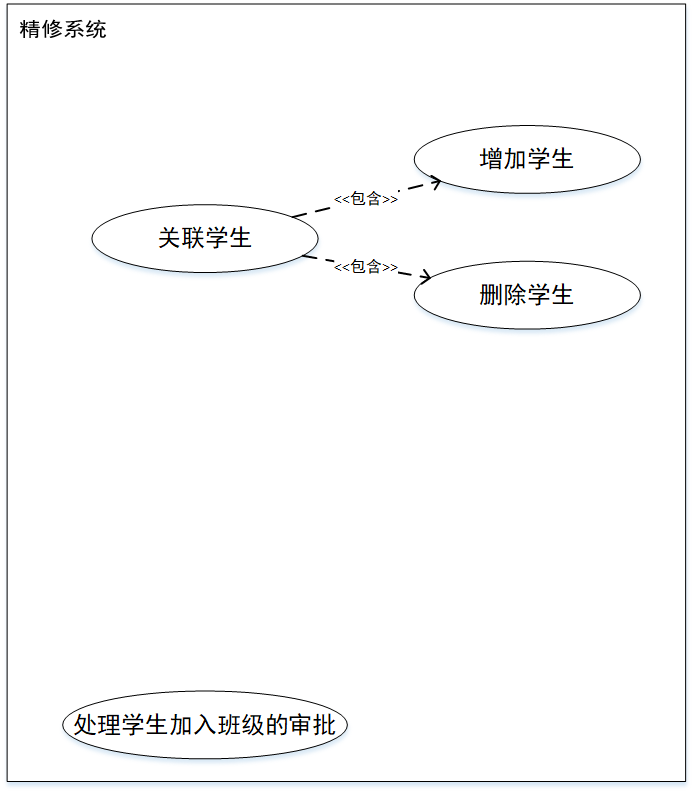 精修系统
增加学生
<<包含>>
关联学生
<<包含>>
删除学生
处理学生加入班级的审批